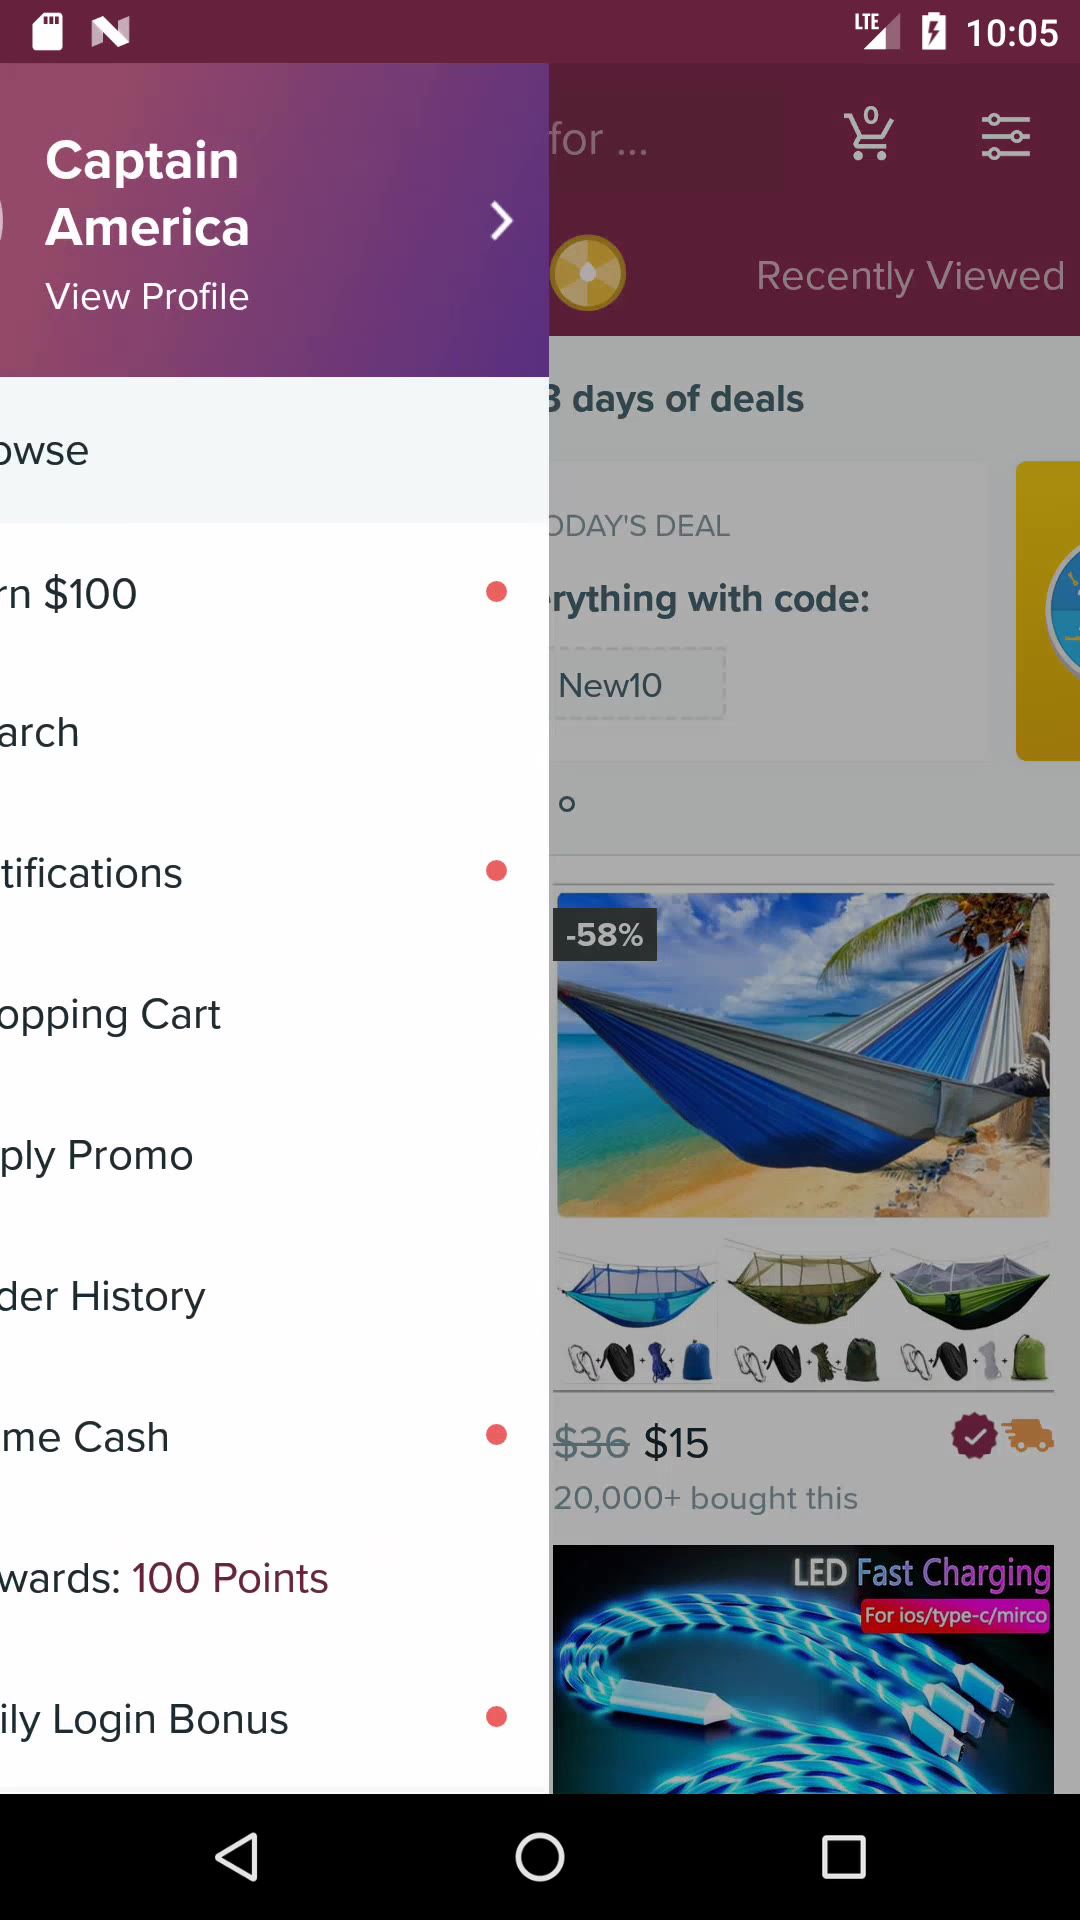 LTE 10:05
Captain
America
View Profile
for ...
0
Recently Viewed
owse
rn $100
arch
tifications
opping Cart
ply Promo
der History
me Cash
wards: 100 Points
ily Login Bonus
3 days of deals
ODAY'S DEAL
rything with code:
New10
-58%
$36 $15
20,000+ bought this
LED Fast Charging
For ios/type-c/mirco